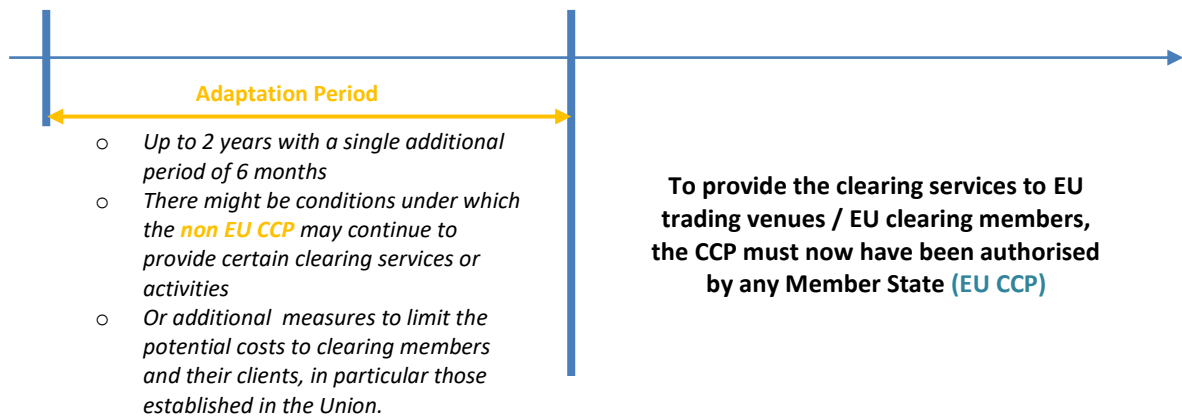 Adaptation Period
o Up to 2 years with a single additional
period of 6 months
o There might be conditions under which
the non EU CCP may continue to
provide certain clearing services or
activities
o Or additional measures to limit the
potential costs to clearing members
and their clients, in particular those
established in the Union.
To provide the clearing services to EU
trading venues / EU clearing members,
the CCP must now have been authorised
by any Member State (EU CCP)